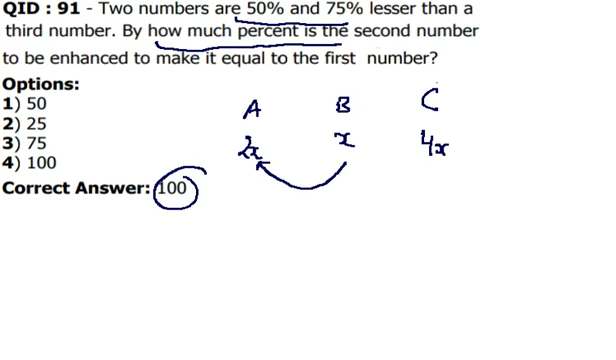 QID : 91 - Two numbers are 50% and 75% lesser than a
third number. By how much percent is the second number
to be enhanced to make it equal to the first number?
Options:
1) 50
2) 25
3) 75
4) 100
Correct Answer: 100
A B C
2x x 4x